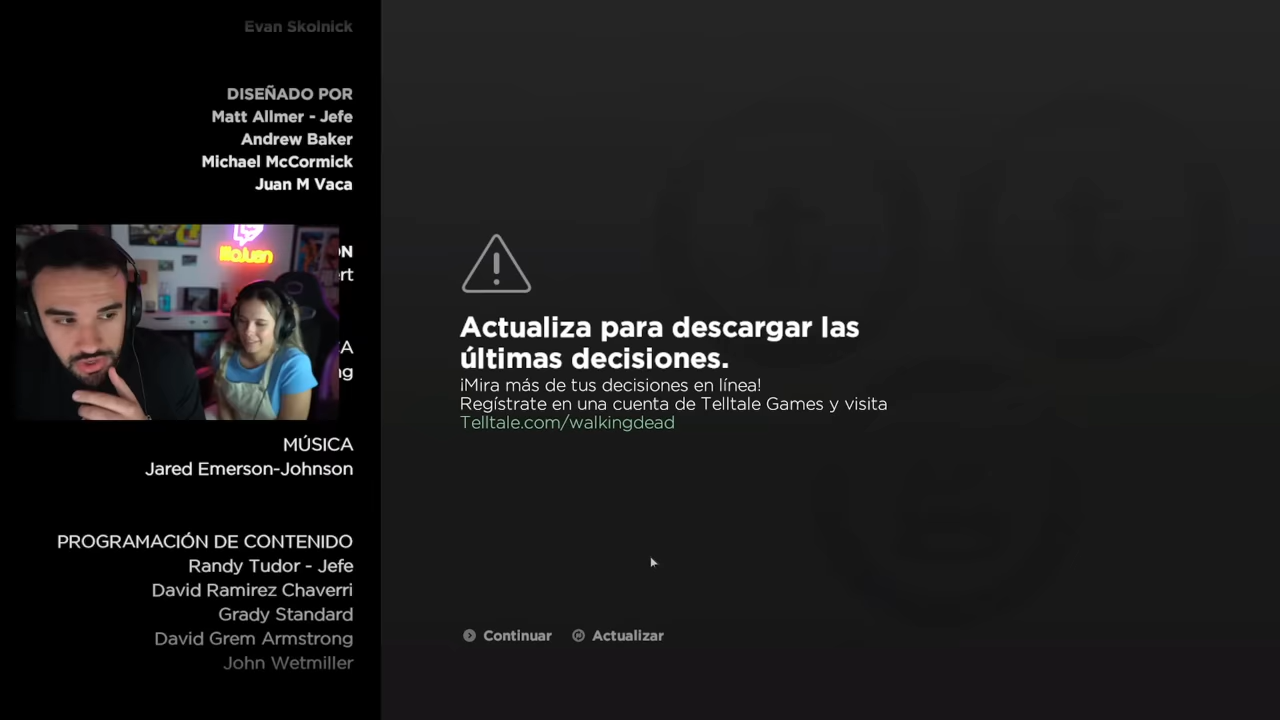 Evan Skolnick
DISEÑADO POR
Matt Allmer - Jefe
Andrew Baker
Michael McCormick
Juan M Vaca
MÚSICA
Jared Emerson-Johnson
PROGRAMACIÓN DE CONTENIDO
Randy Tudor - Jefe
David Ramirez Chaverri
Grady Standard
David Grem Armstrong
John Wetmiller
Actualiza para descargar las
últimas decisiones.
¡Mira más de tus decisiones en línea!
Regístrate en una cuenta de Telltale Games y visita
Telltale.com/walkingdead
Continuar Actualizar